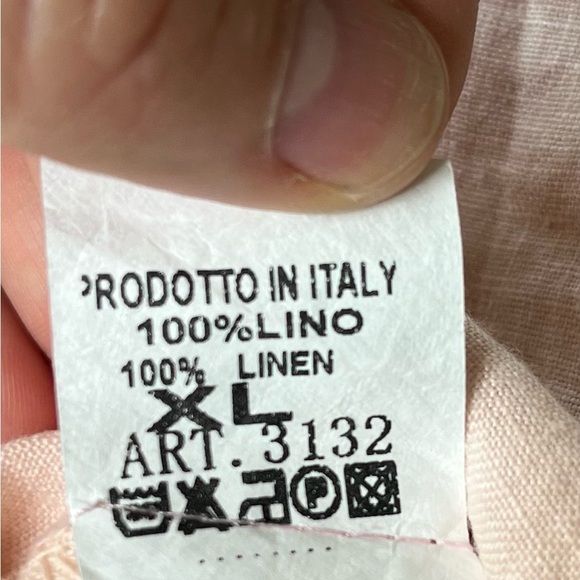 PRODOTTO IN ITALY
100%LINO
100% LINEN
XL
ART. 3132
P